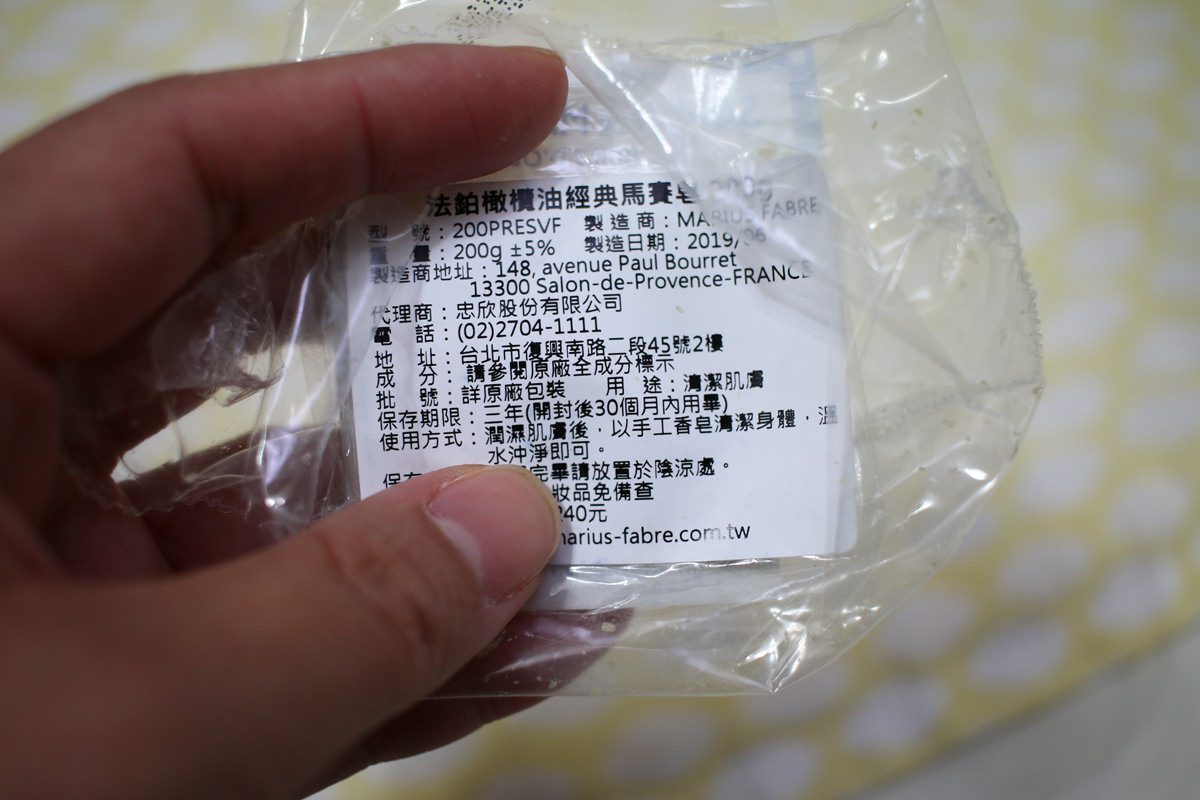 法鉑橄欖油經典馬賽皂 200g
型 號：200PRESVF 製造商：MARIUS FABRE
重 量：200g ±5% 製造日期：2019/06
製造商地址：148, avenue Paul Bourret
13300 Salon-de-Provence-FRANCE
代理商：忠欣股份有限公司
電 話：(02)2704-1111
地 址：台北市復興南路二段45號2樓
成 分：請參閱原廠全成分標示
批 號：詳原廠包裝 用 途：清潔肌膚
保存期限：三年(開封後30個月內用畢)
使用方式：潤濕肌膚後，以手工香皂清潔身體，溫
水沖淨即可。
保存 完畢請放置於陰涼處。
妝品免備查
240元
marius-fabre.com.tw